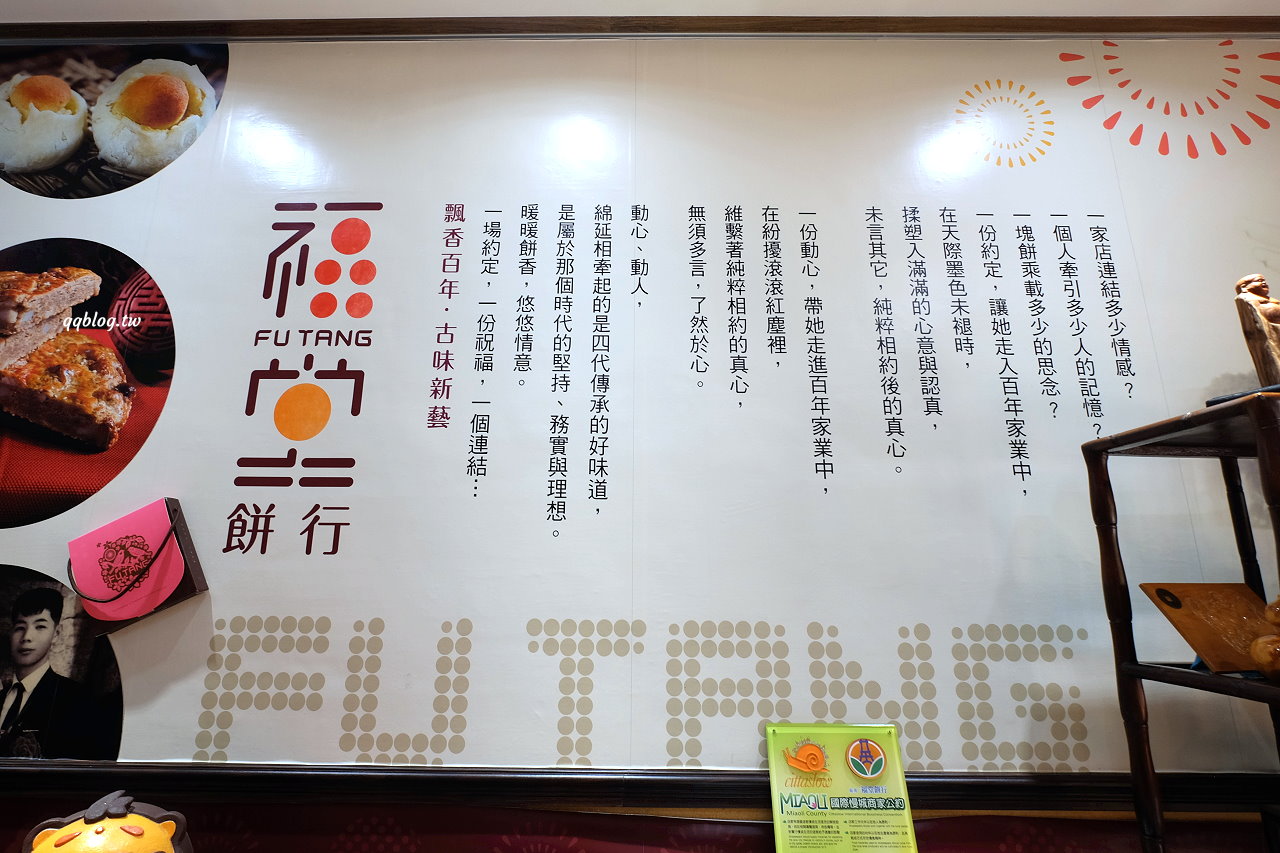 一家店連結多少情感？
一個人牽引多少人的記憶？
一塊餅乘載多少的思念？
一份約定，讓她走入百年家業中，
在天際墨色未褪時，
揉塑入滿滿的心意與認真，
未言其它，純粹相約後的真心。
一份動心，帶她走進百年家業中，
在紛擾滾滾紅塵裡，
維繫著純粹相約的真心，
無須多言，了然於心。
動心、動人，
綿延相牽起的是四代傳承的好味道，
是屬於那個時代的堅持、務實與理想。
暖暖餅香，悠悠情意。
一場約定，一份祝福，一個連結…
飄香百年·古味新藝
福
FU TANG
堂
餅行
qqblog.tw
FUTANG
FU TANG
cittaslow
福堂餅行
MIAOLI 國際慢城商家公約
Miaoli County